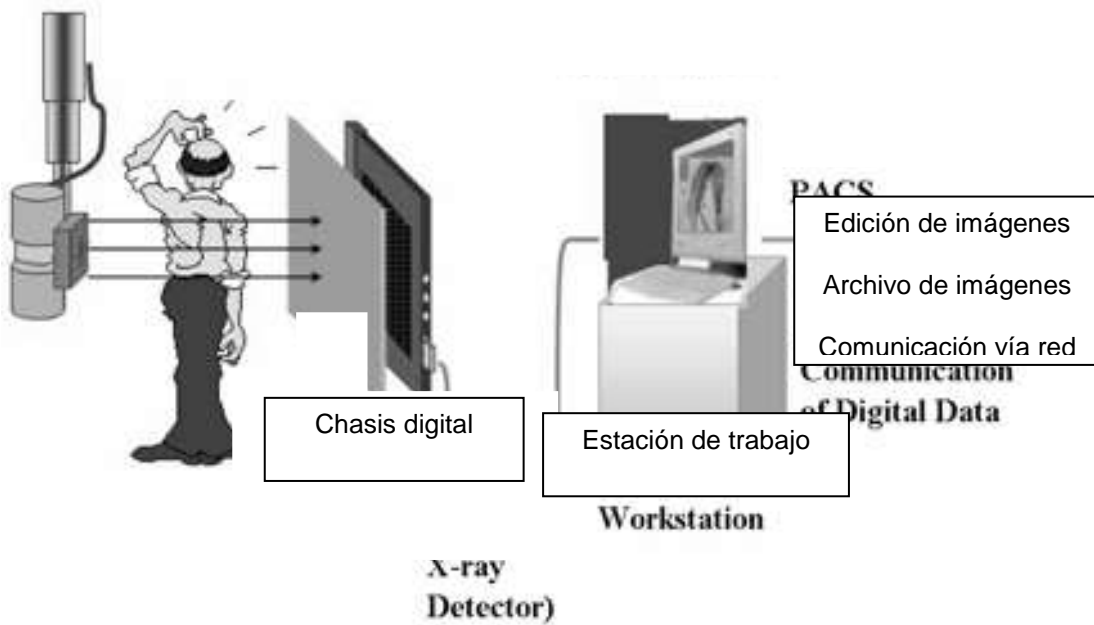 PACS
Edición de imágenes
Archivo de imágenes
Comunicación vía red
Communication
of Digital Data
Chasis digital
Estación de trabajo
Workstation
X-ray
Detector)